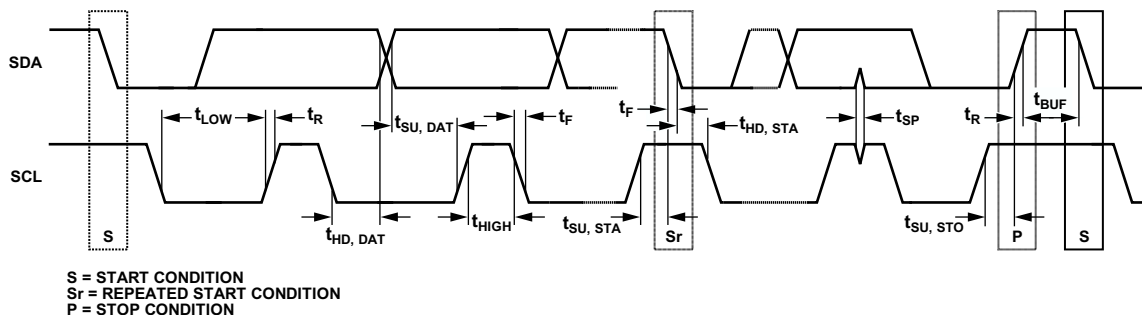 SDA
tLOW
tR
tSU, DAT
tF
tF
tHD, STA
tSP
tR
tBUF
SCL
tHD, DAT
tHIGH
tSU, STA
tSU, STO
S
Sr
P
S
S = START CONDITION
Sr = REPEATED START CONDITION
P = STOP CONDITION